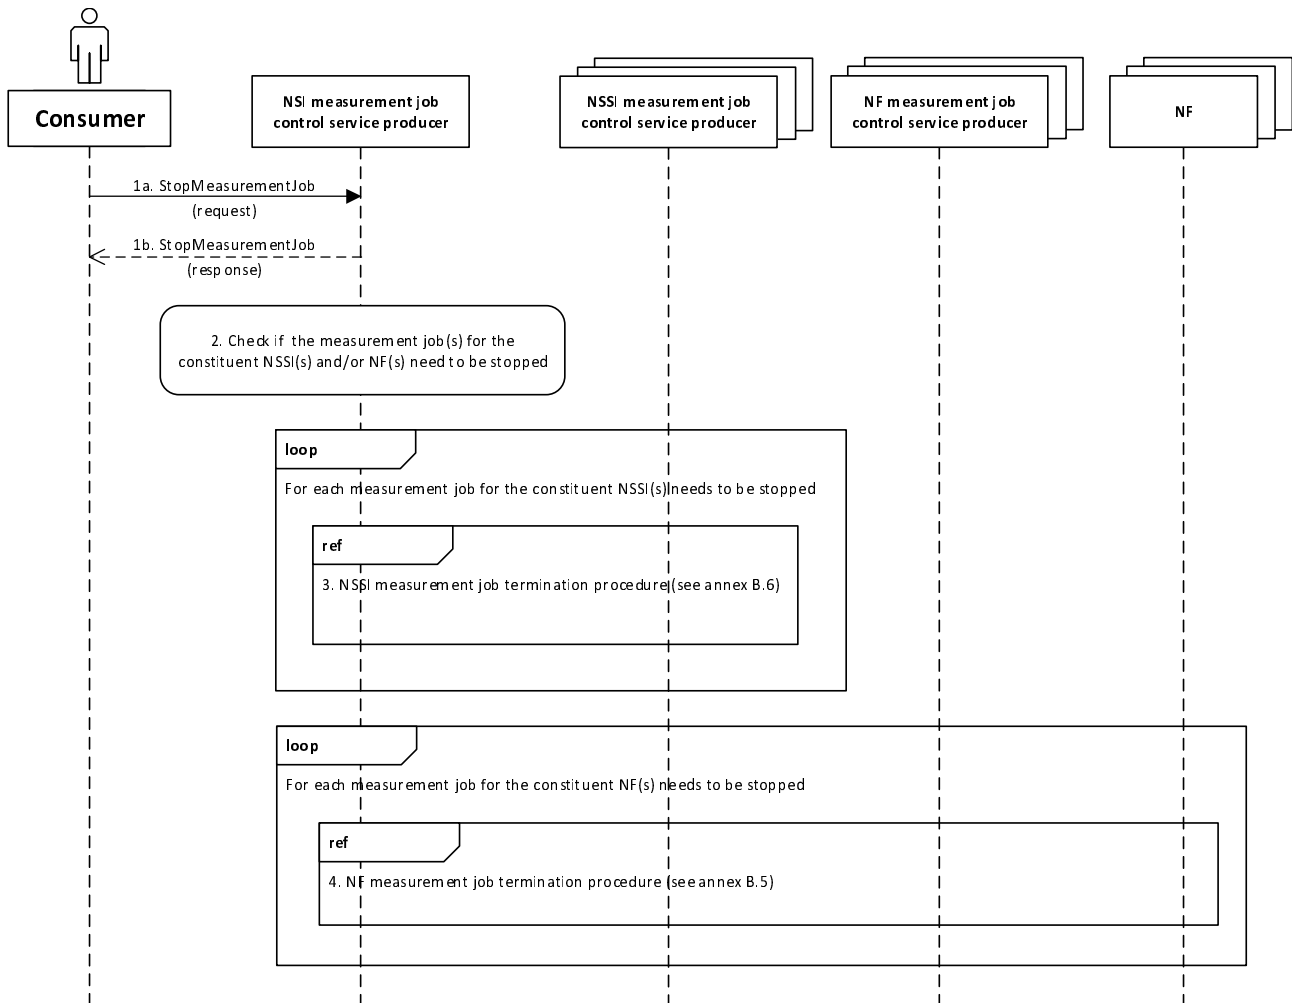 Consumer
NSI measurement job
control service producer
NSSI measurement job
control service producer
NF measurement job
control service producer
NF
1a. StopMeasurementJob
(request)
1b. StopMeasurementJob
(response)
2. Check if the measurement job(s) for the
constituent NSSI(s) and/or NF(s) need to be stopped
loop
For each measurement job for the constituent NSSI(s) needs to be stopped
ref
3. NSSI measurement job termination procedure (see annex B.6)
loop
For each measurement job for the constituent NF(s) needs to be stopped
ref
4. NF measurement job termination procedure (see annex B.5)